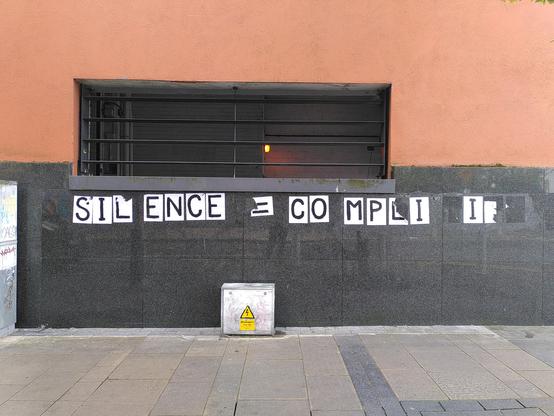 SILENCE = COMPLI I